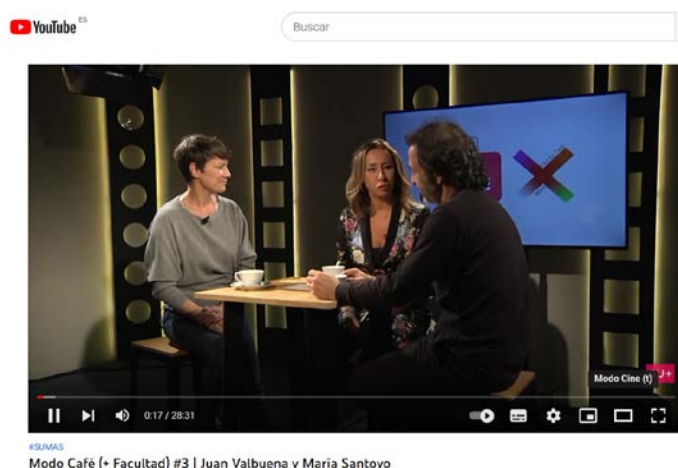 YouTube ES
Buscar
Modo Cine (t)
U+
0:17 / 28:31
#SUMAS
Modo Café (+ Facultad) #3 | Juan Valbuena y María Santoyo